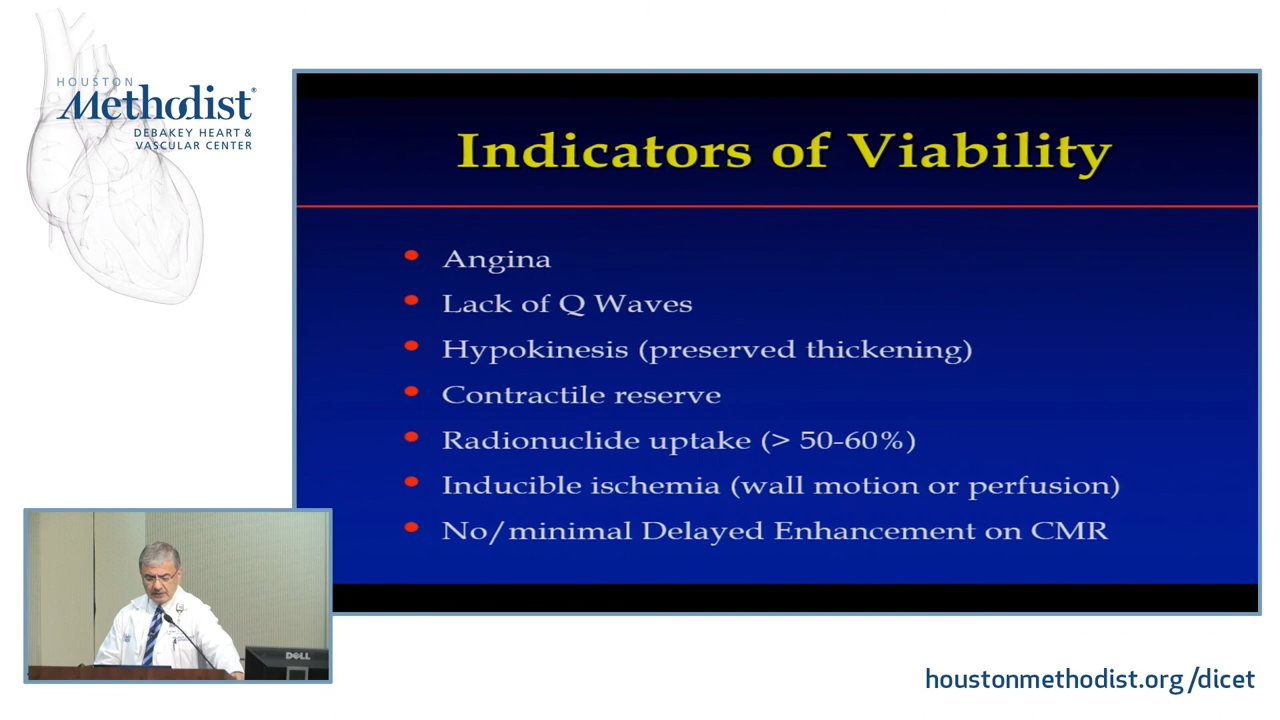 HOUSTON
Methodist®
DEBAKEY HEART &
VASCULAR CENTER
Indicators of Viability
Angina
Lack of Q Waves
Hypokinesis (preserved thickening)
Contractile reserve
Radionuclide uptake (> 50-60%)
Inducible ischemia (wall motion or perfusion)
No/minimal Delayed Enhancement on CMR
DELL
houstonmethodist.org/dicet